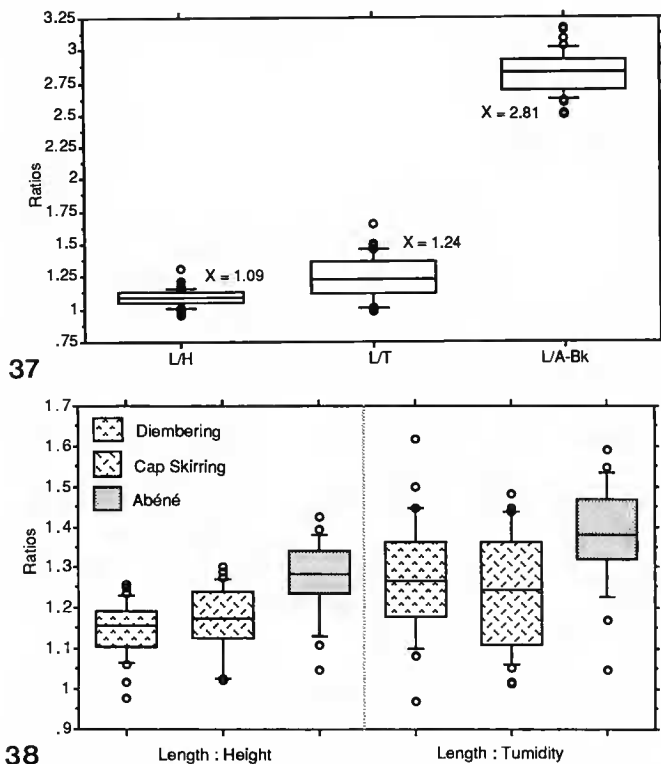 3.25
3
2.75
2.5
2.25
2
1.75
1.5
1.25
1
.75
Ratios
X = 1.09
X = 1.24
X = 2.81
L/H
L/T
L/A-Bk
37
1.7
1.6
1.5
1.4
1.3
1.2
1.1
1
.9
Ratios
Diembering
Cap Skirring
Abéné
Length : Height
Length : Tumidity
38